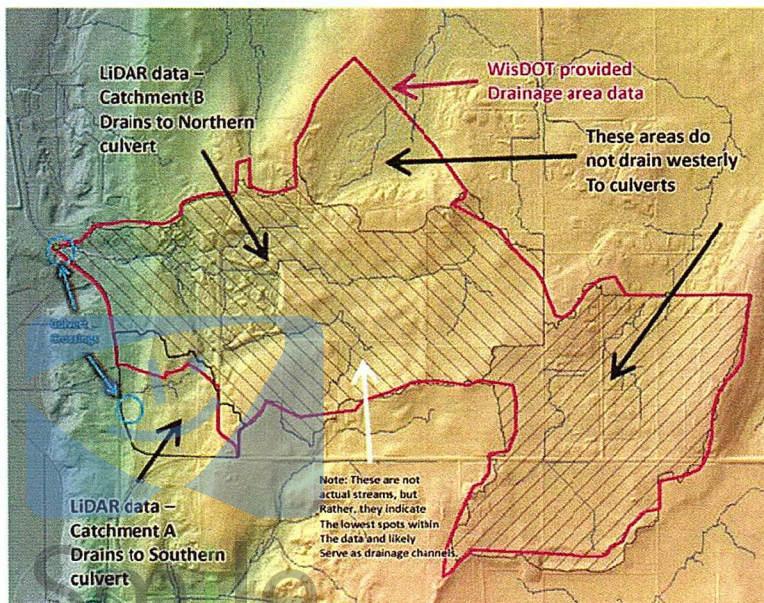 LiDAR data –
Catchment B
Drains to Northern
culvert
WisDOT provided
Drainage area data
These areas do
not drain westerly
To culverts
Culvert
Crossings
LiDAR data –
Catchment A
Drains to Southern
culvert
Note: These are not
actual streams, but
Rather, they indicate
The lowest spots within
The data and likely
Serve as drainage channels.